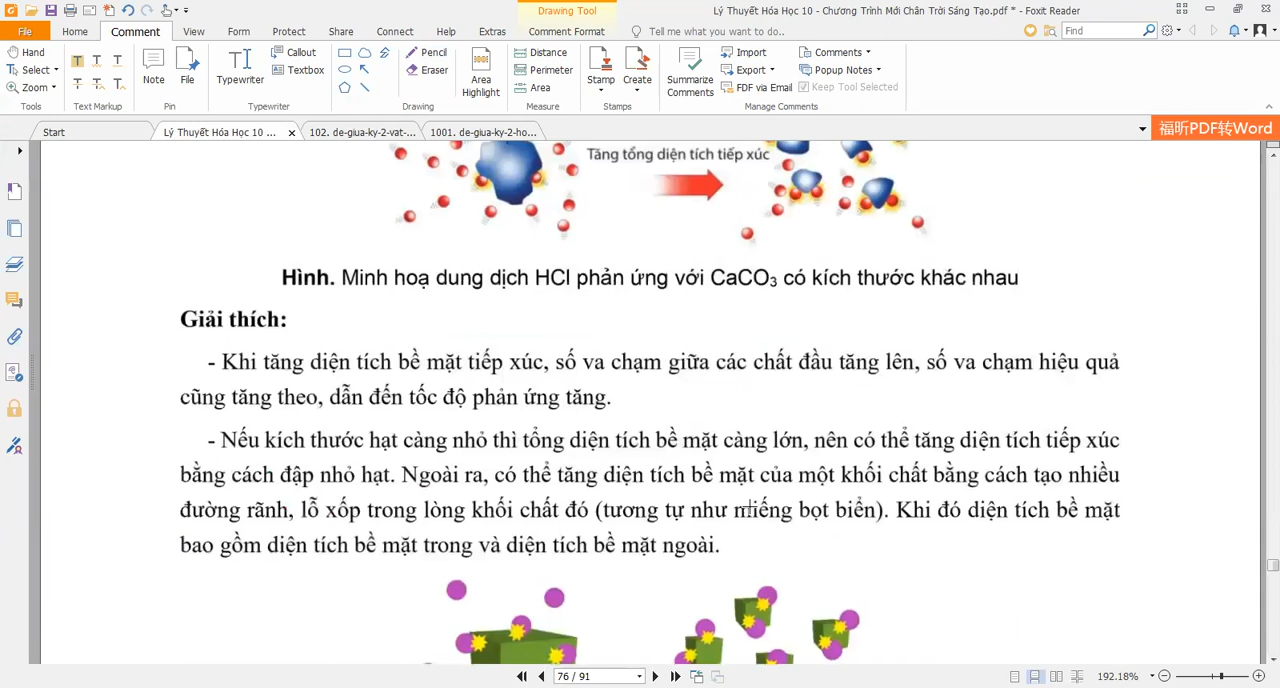 Drawing Tool
Lý Thuyết Hóa Học 10 - Chương Trình Mới Chân Trời Sáng Tạo.pdf * - Foxit Reader
File Home Comment View Form Protect Share Connect Help Extras Comment Format Tell me what you want to do.. Find
Hand
Select
Zoom
Tools
T T T
T T T
Text Markup
Note
File
Pin
Typewriter
Callout
Textbox
Typewriter
Pencil
Eraser
Area
Highlight
Drawing
Distance
Perimeter
Area
Measure
Stamp
Create
Stamps
Summarize
Comments
Import
Export
FDF via Email
Comments
Popup Notes
Keep Tool Selected
Manage Comments
Start
Lý Thuyết Hóa Học 10 ...
102. de-giua-ky-2-vat-...
1001. de-giua-ky-2-ho...
福昕PDF转Word
Tăng tổng diện tích tiếp xúc
Hình. Minh hoạ dung dịch HCl phản ứng với CaCO₃ có kích thước khác nhau
Giải thích:
- Khi tăng diện tích bề mặt tiếp xúc, số va chạm giữa các chất đầu tăng lên, số va chạm hiệu quả
cũng tăng theo, dẫn đến tốc độ phản ứng tăng.
- Nếu kích thước hạt càng nhỏ thì tổng diện tích bề mặt càng lớn, nên có thể tăng diện tích tiếp xúc
bằng cách đập nhỏ hạt. Ngoài ra, có thể tăng diện tích bề mặt của một khối chất bằng cách tạo nhiều
đường rãnh, lỗ xốp trong lòng khối chất đó (tương tự như miếng bọt biển). Khi đó diện tích bề mặt
bao gồm diện tích bề mặt trong và diện tích bề mặt ngoài.
76 / 91
192.18%